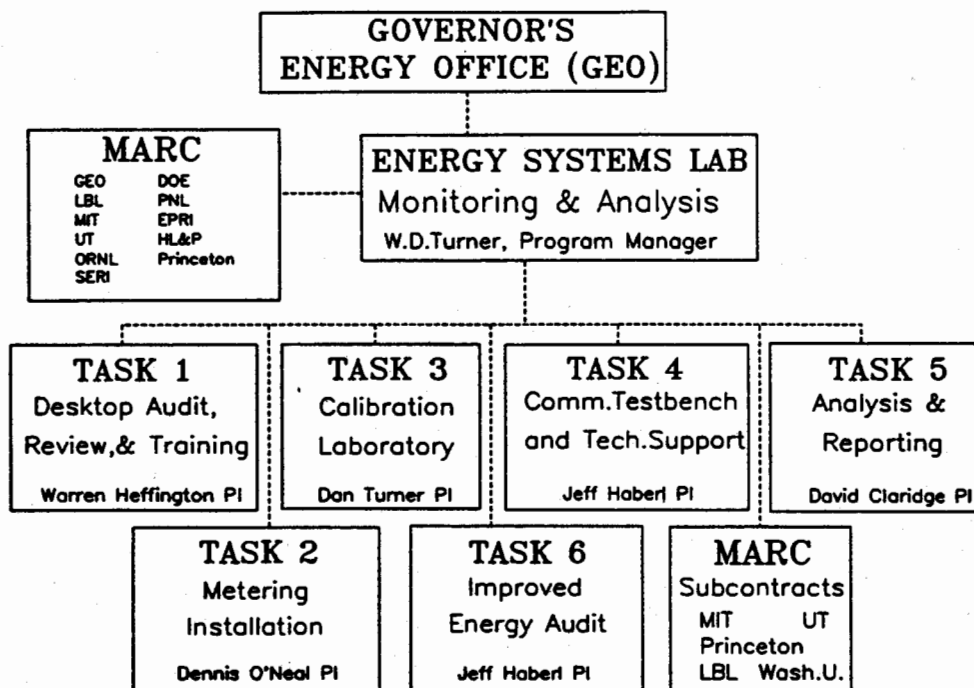 GOVERNOR'S
ENERGY OFFICE (GEO)
MARC
GEO DOE
LBL PNL
MIT EPRI
UT HL&P
ORNL Princeton
SERI
ENERGY SYSTEMS LAB
Monitoring & Analysis
W.D.Turner, Program Manager
TASK 1
Desktop Audit,
Review,& Training
Warren Heffington PI
TASK 3
Calibration
Laboratory
Dan Turner PI
TASK 4
Comm.Testbench
and Tech.Support
Jeff Haberl PI
TASK 5
Analysis &
Reporting
David Claridge PI
TASK 2
Metering
Installation
Dennis O'Neal PI
TASK 6
Improved
Energy Audit
Jeff Haberl PI
MARC
Subcontracts
MIT UT
Princeton
LBL Wash.U.